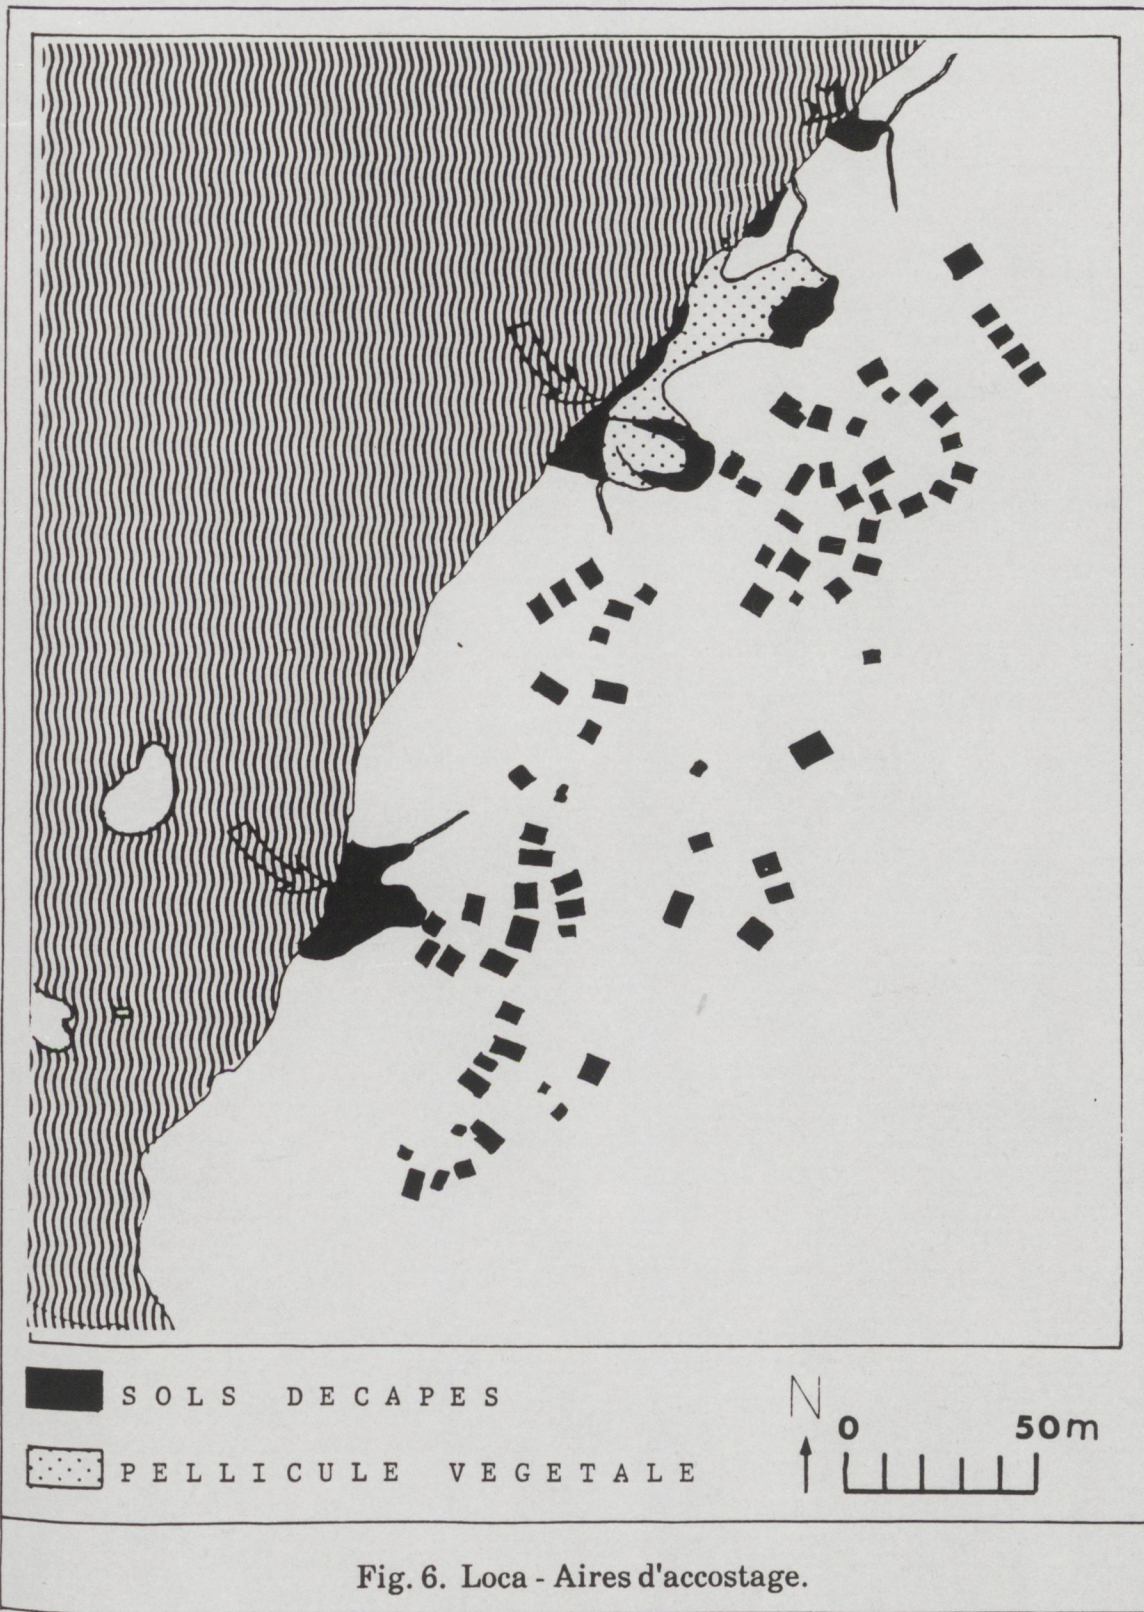 SOLS DECAPES
PELLICULE VEGETALE
N
0 50m
Fig. 6. Loca - Aires d'accostage.